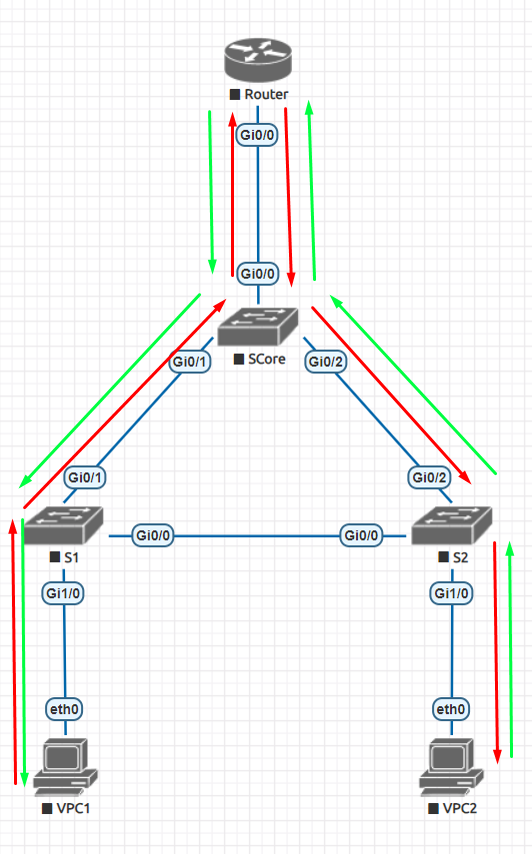 Router
Gi0/0
Gi0/0
SCore
Gi0/1
Gi0/2
Gi0/1
Gi0/2
Gi0/0
Gi0/0
S1
S2
Gi1/0
Gi1/0
eth0
eth0
VPC1
VPC2